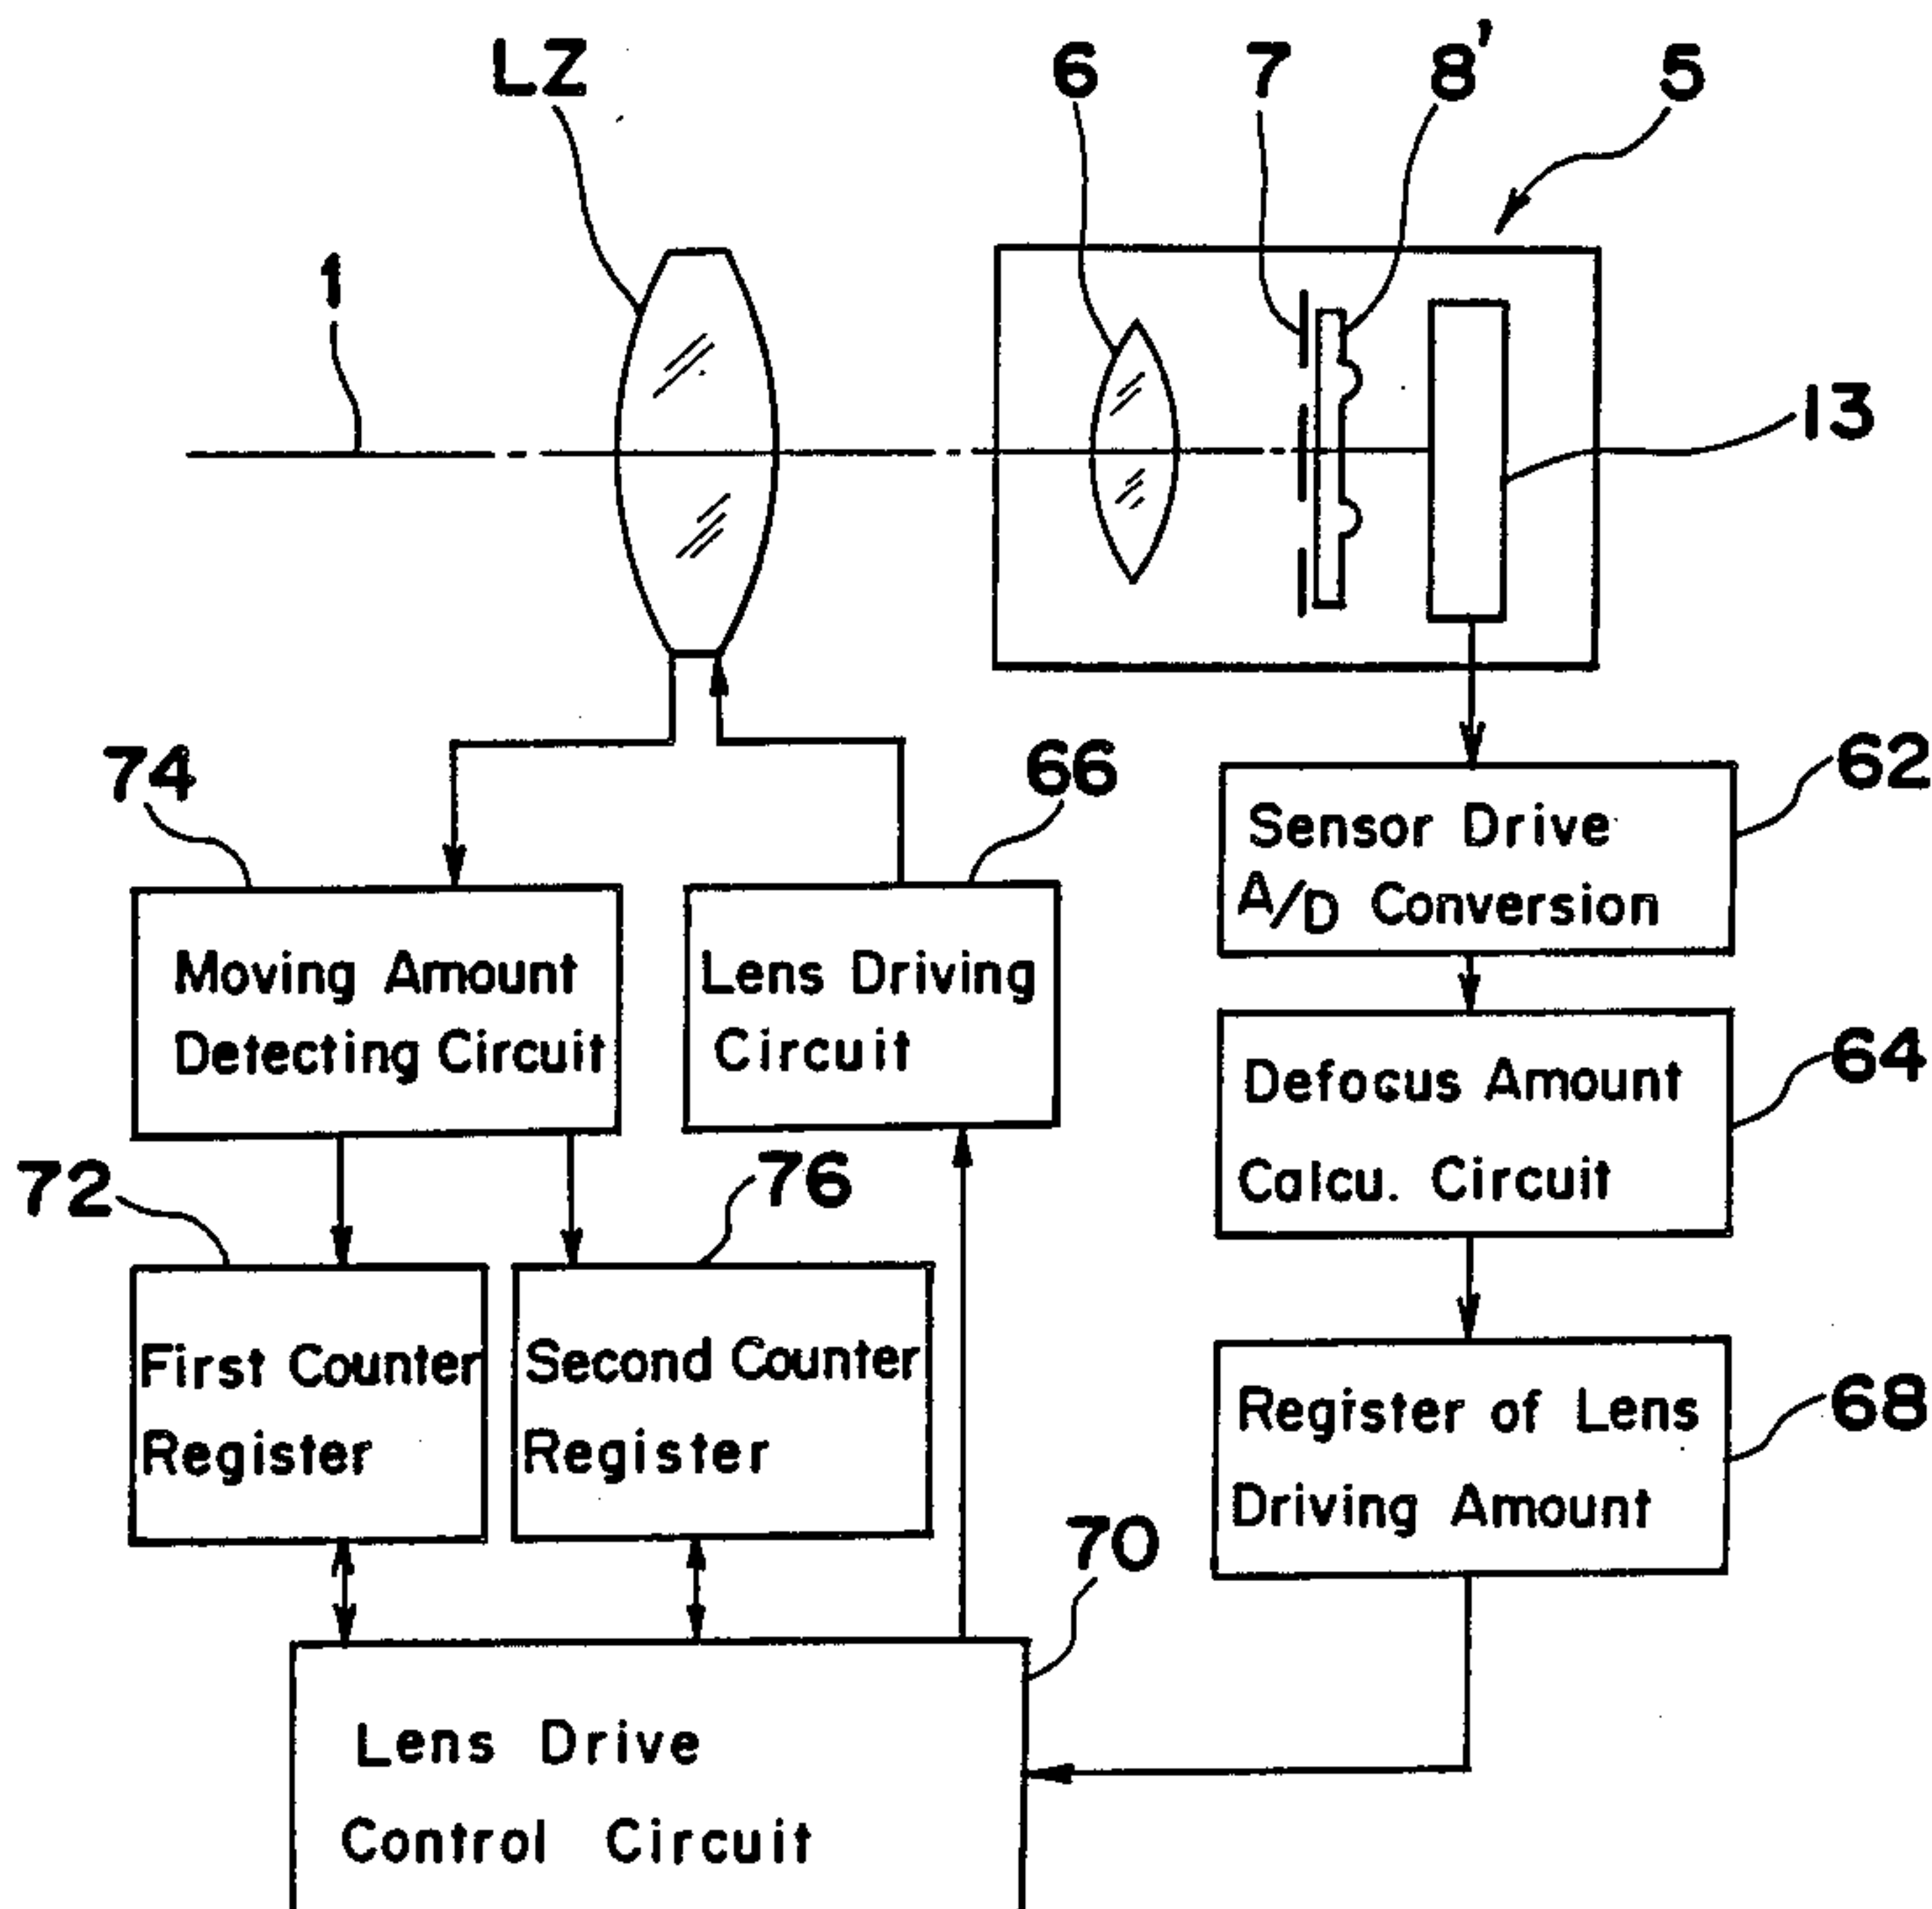 LZ
6
7
8'
5
1
13
74
66
62
Sensor Drive
A/D Conversion
Moving Amount
Detecting Circuit
Lens Driving
Circuit
64
Defocus Amount
Calcu. Circuit
72
76
First Counter
Register
Second Counter
Register
68
Register of Lens
Driving Amount
70
Lens Drive
Control Circuit